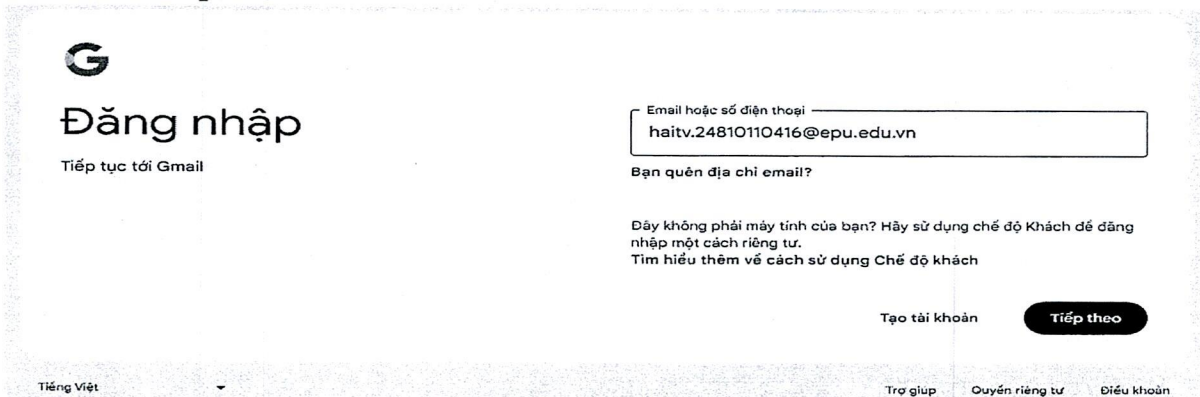 G
Đăng nhập
Tiếp tục tới Gmail
Email hoặc số điện thoại
haitv.24810110416@epu.edu.vn
Bạn quên địa chỉ email?
Đây không phải máy tính của bạn? Hãy sử dụng chế độ Khách để đăng
nhập một cách riêng tư.
Tìm hiểu thêm về cách sử dụng Chế độ khách
Tạo tài khoản
Tiếp theo
Tiếng Việt
Trợ giúp
Quyền riêng tư
Điều khoản